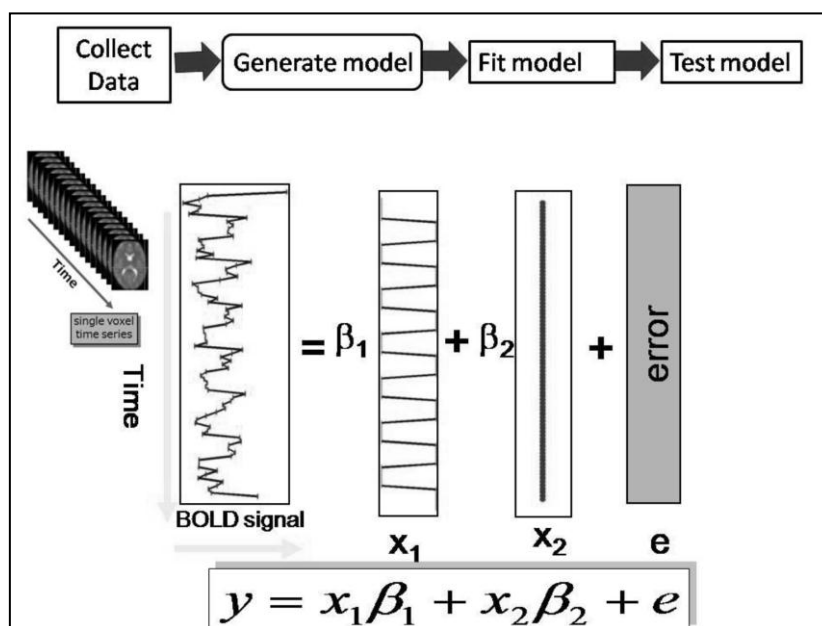 Collect
Data
Generate model
Fit model
Test model
Time
single voxel
time series
Time
BOLD signal
= β₁ + β₂ + error
x₁ x₂ e
y = x₁β₁ + x₂β₂ + e